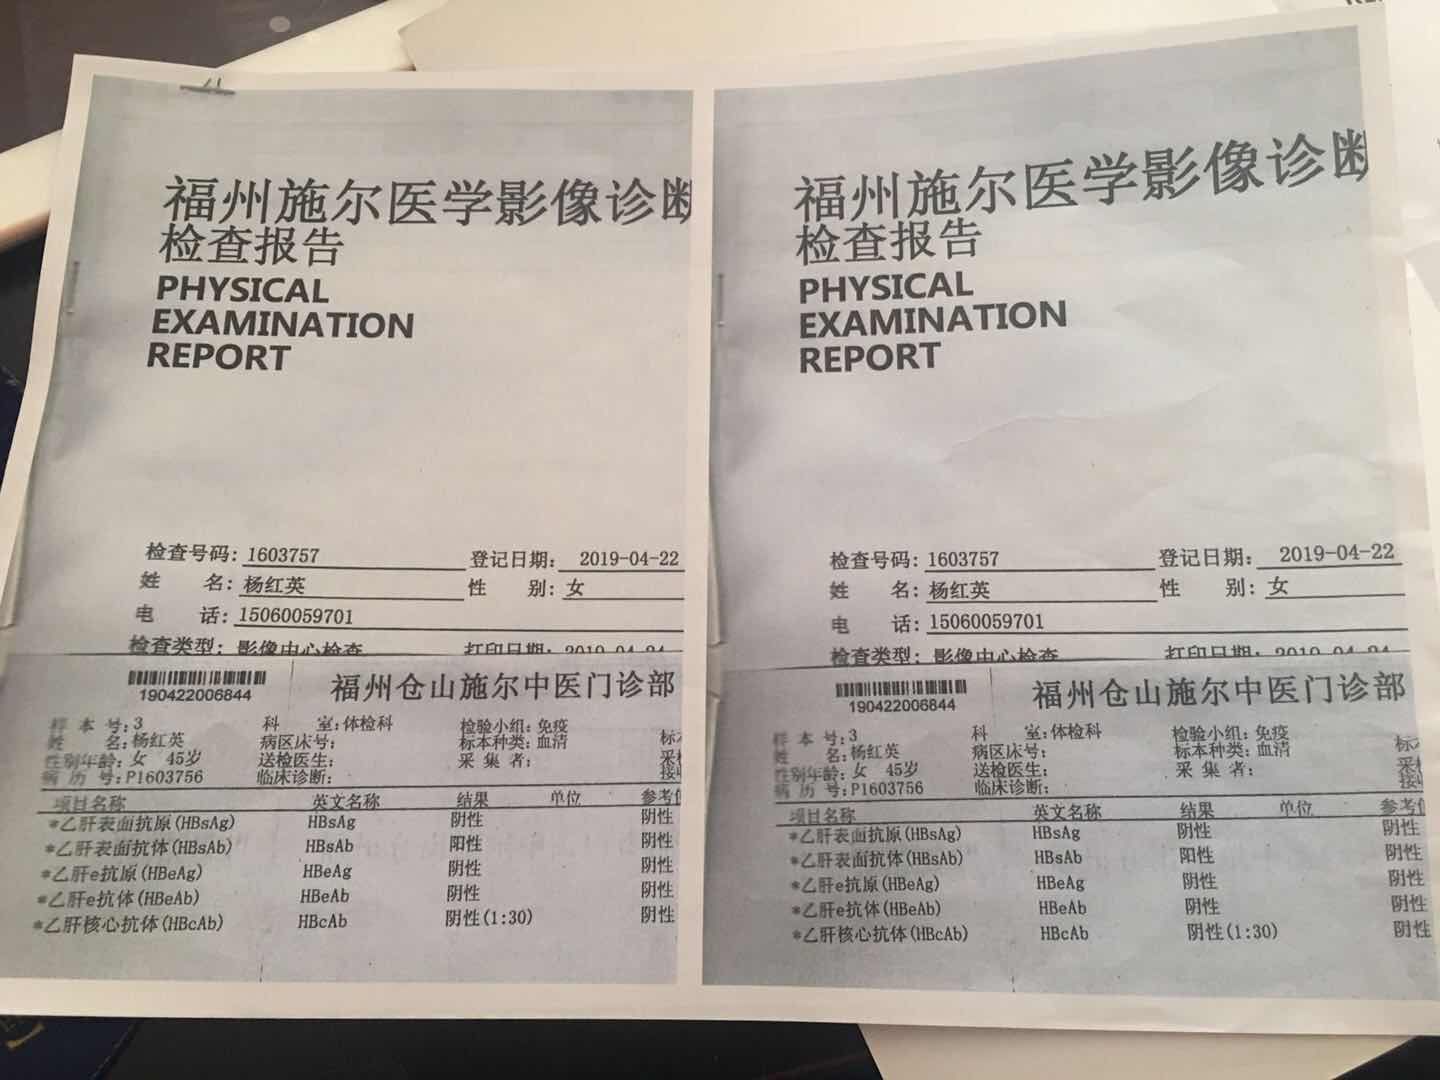 福州施尔医学影像诊断
检查报告
PHYSICAL
EXAMINATION
REPORT
检查号码: 1603757 登记日期: 2019-04-22
姓 名: 杨红英 性 别: 女
电 话: 15060059701
检查类型: 影像中心检查 打印日期: 2019-04-24
190422006844 福州仓山施尔中医门诊部
样 本 号: 3 科 室: 体检科 检验小组: 免疫
姓 名: 杨红英 病区床号: 标本种类: 血清 标
性别年龄: 女 45岁 送检医生: 采 集 者: 采
病 历 号: P1603756 临床诊断: 接
项目名称 英文名称 结果 单位 参考
*乙肝表面抗原(HBsAg) HBsAg 阴性 阴性
*乙肝表面抗体(HBsAb) HBsAb 阳性 阴性
*乙肝e抗原(HBeAg) HBeAg 阴性 阴性
*乙肝e抗体(HBeAb) HBeAb 阴性 阴性
*乙肝核心抗体(HBcAb) HBcAb 阴性(1:30) 阴性
福州施尔医学影像诊断
检查报告
PHYSICAL
EXAMINATION
REPORT
检查号码: 1603757 登记日期: 2019-04-22
姓 名: 杨红英 性 别: 女
电 话: 15060059701
检查类型: 影像中心检查 打印日期: 2019-04-24
190422006844 福州仓山施尔中医门诊部
样 本 号: 3 科 室: 体检科 检验小组: 免疫
姓 名: 杨红英 病区床号: 标本种类: 血清 标
性别年龄: 女 45岁 送检医生: 采 集 者: 采
病 历 号: P1603756 临床诊断: 接
项目名称 英文名称 结果 单位 参考
*乙肝表面抗原(HBsAg) HBsAg 阴性 阴性
*乙肝表面抗体(HBsAb) HBsAb 阳性 阴性
*乙肝e抗原(HBeAg) HBeAg 阴性 阴性
*乙肝e抗体(HBeAb) HBeAb 阴性 阴性
*乙肝核心抗体(HBcAb) HBcAb 阴性(1:30) 阴性